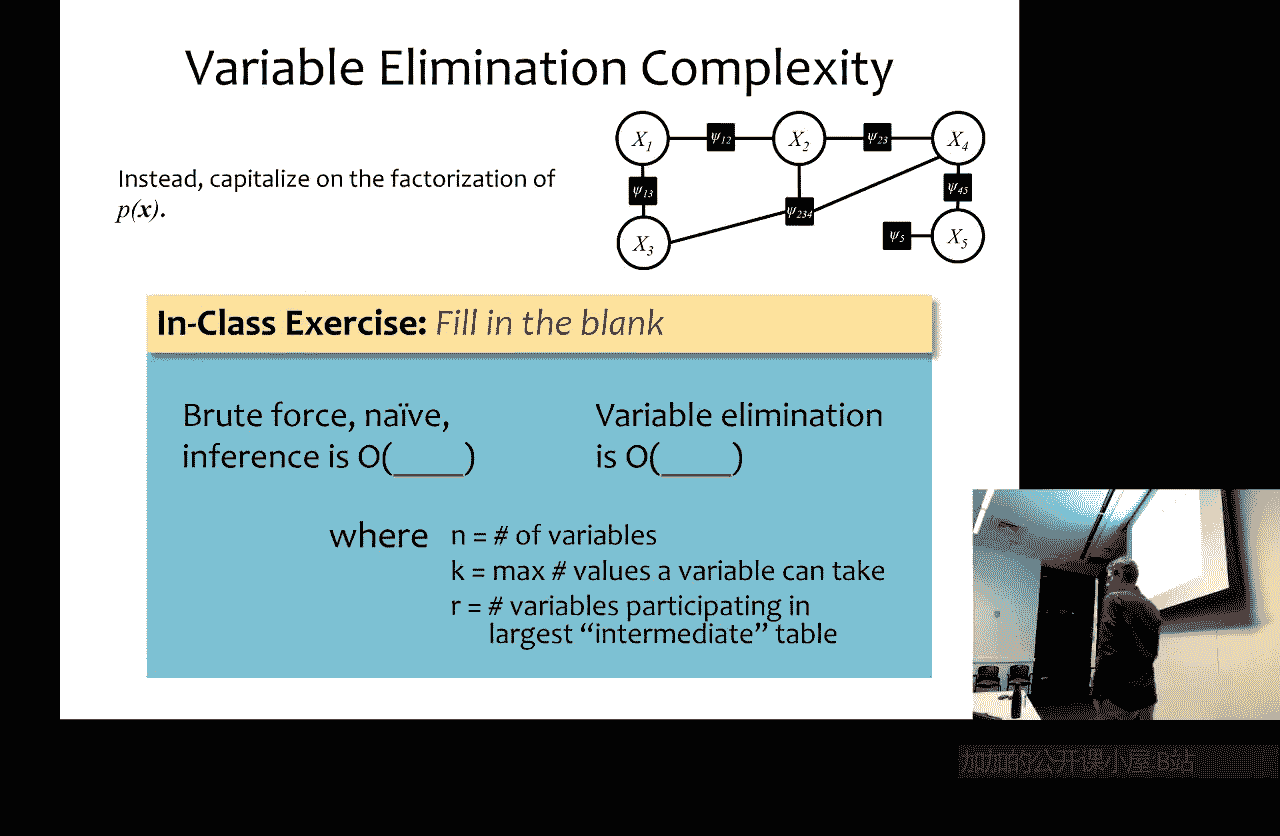 Variable Elimination Complexity
X1 ψ12 X2 ψ23 X4
Instead, capitalize on the factorization of
p(x).
ψ13 ψ234 ψ45
X3 ψ5 X5
In-Class Exercise: Fill in the blank
Brute force, naïve,
inference is O(____)
Variable elimination
is O(____)
where
n = # of variables
k = max # values a variable can take
r = # variables participating in
largest “intermediate” table
加加的公开课小屋 B站